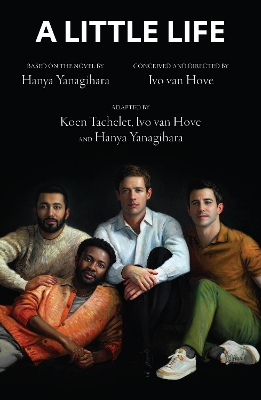 A LITTLE LIFE
BASED ON THE NOVEL BY
Hanya Yanagihara
CONCEIVED AND DIRECTED BY
Ivo van Hove
ADAPTED BY
Koen Tachelet, Ivo van Hove
AND Hanya Yanagihara